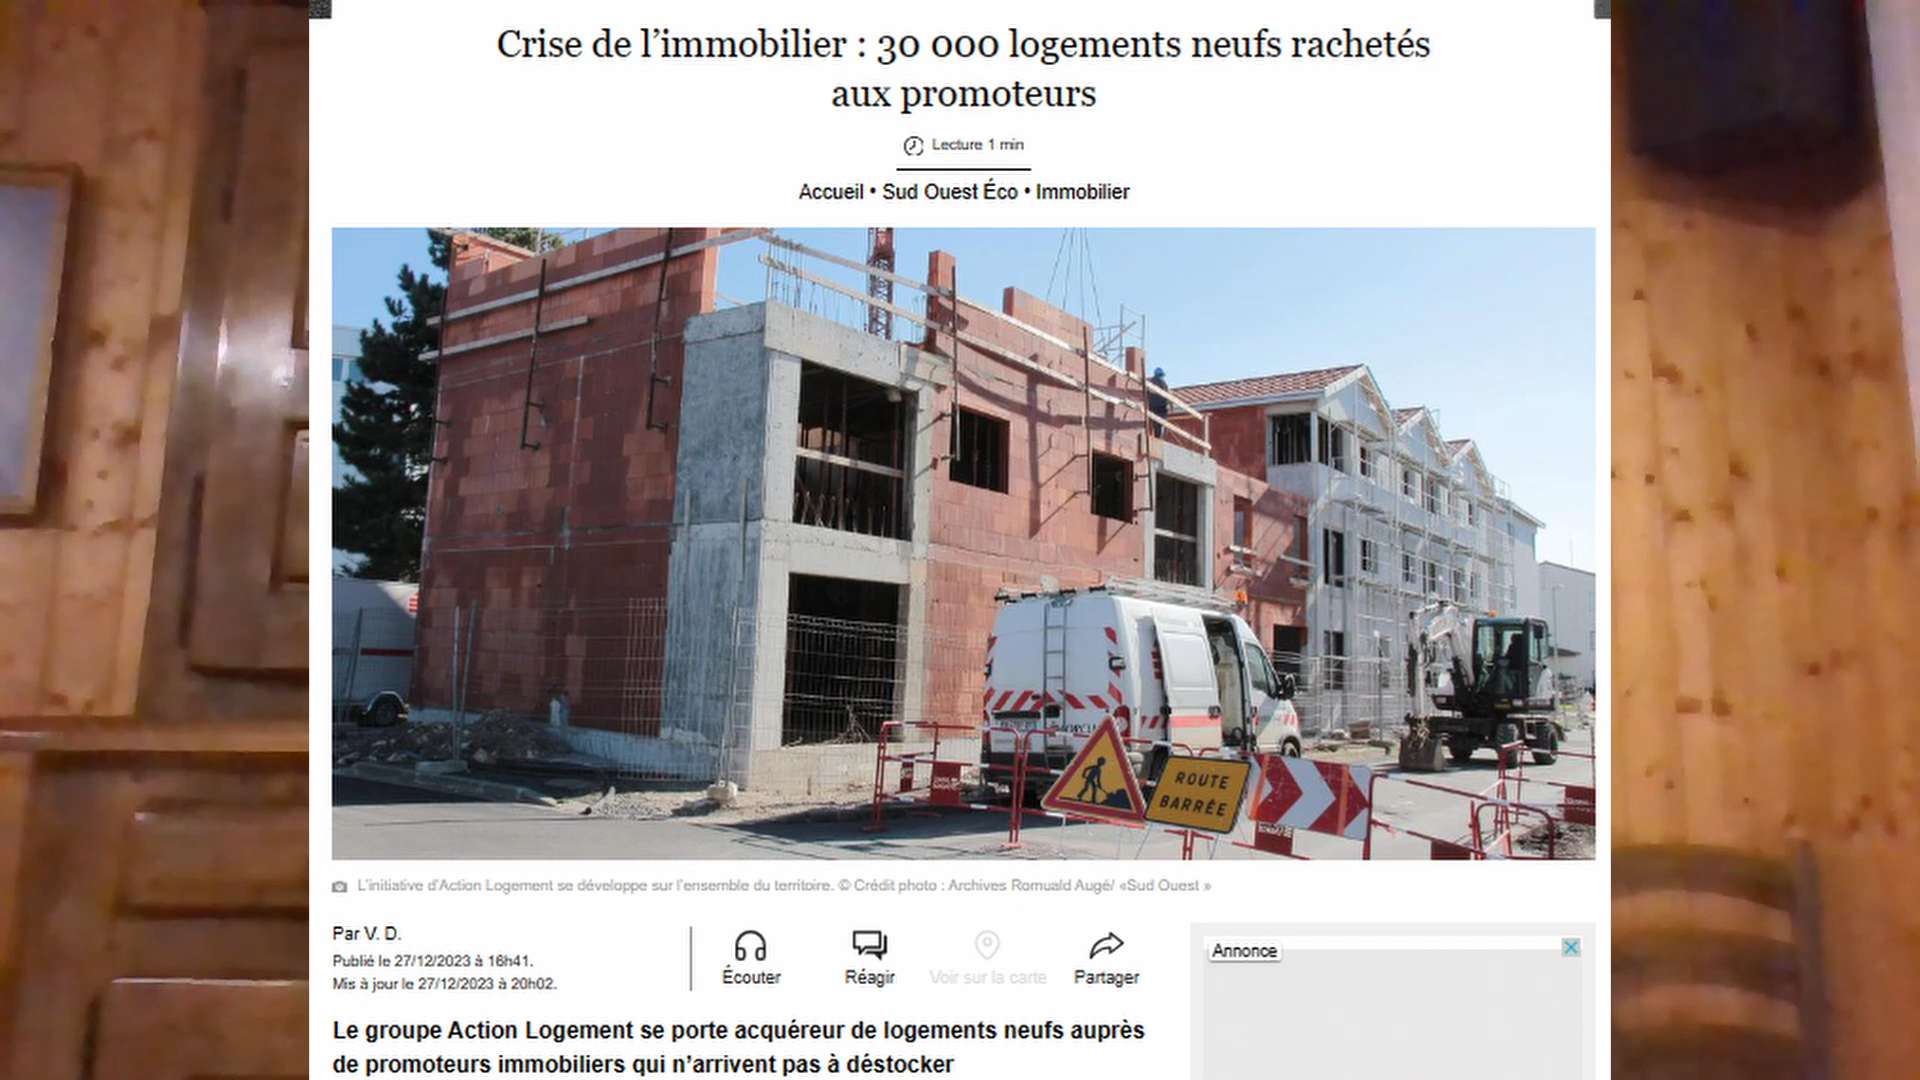 Crise de l’immobilier : 30 000 logements neufs rachetés
aux promoteurs
Lecture 1 min
Accueil • Sud Ouest Éco • Immobilier
ROUTE
BARRÉE
L’initiative d’Action Logement se développe sur l’ensemble du territoire. © Crédit photo : Archives Romuald Augé/ «Sud Ouest »
Par V. D.
Publié le 27/12/2023 à 16h41.
Mis à jour le 27/12/2023 à 20h02.
Écouter
Réagir
Voir sur la carte
Partager
Annonce
Le groupe Action Logement se porte acquéreur de logements neufs auprès
de promoteurs immobiliers qui n’arrivent pas à déstocker